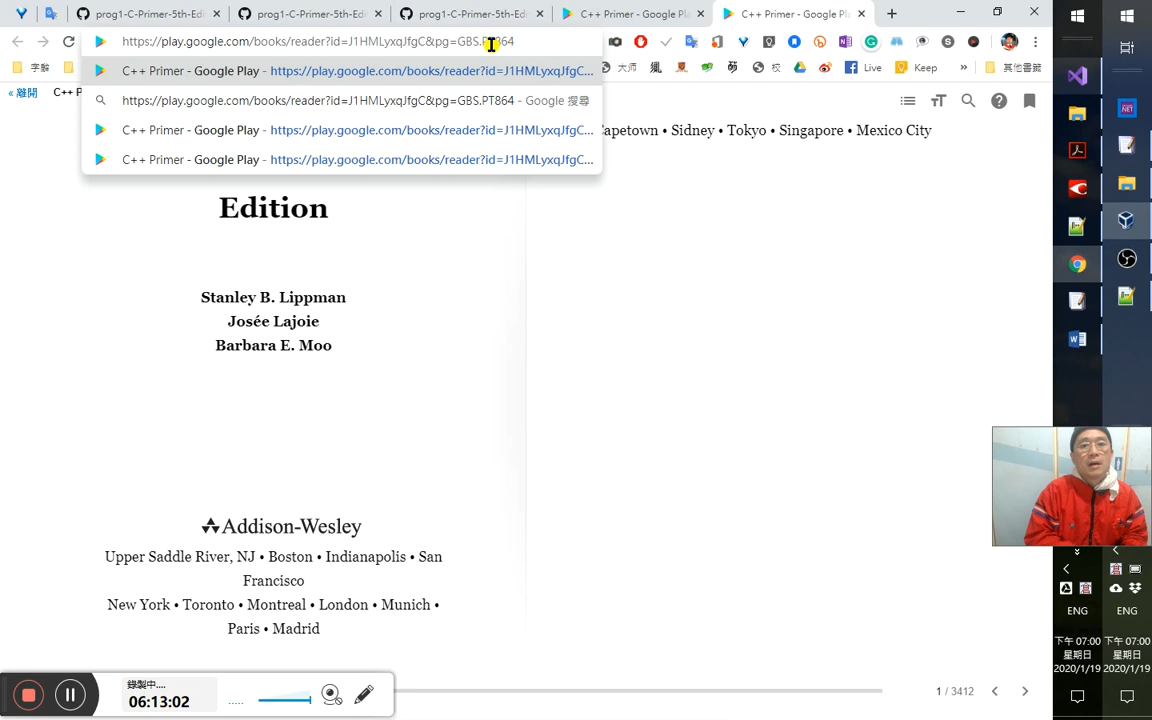 prog1-C-Primer-5th-Edi
prog1-C-Primer-5th-Edi
prog1-C-Primer-5th-Edi
C++ Primer - Google Pl
C++ Primer - Google Pl
https://play.google.com/books/reader?id=J1HMLyxqJfgC&pg=GBS.PT864
字辭
大师
校
Live
Keep
»
其他書籤
C++ Primer - Google Play - https://play.google.com/books/reader?id=J1HMLyxqJfgC...
https://play.google.com/books/reader?id=J1HMLyxqJfgC&pg=GBS.PT864 - Google 搜尋
C++ Primer - Google Play - https://play.google.com/books/reader?id=J1HMLyxqJfgC...
C++ Primer - Google Play - https://play.google.com/books/reader?id=J1HMLyxqJfgC...
« 離開
C++ P
Capetown • Sidney • Tokyo • Singapore • Mexico City
Edition
Stanley B. Lippman
Josée Lajoie
Barbara E. Moo
Addison-Wesley
Upper Saddle River, NJ • Boston • Indianapolis • San
Francisco
New York • Toronto • Montreal • London • Munich •
Paris • Madrid
1 / 3412
錄製中....
06:13:02
.....
ENG
ENG
下午 07:00
下午 07:00
星期日
星期日
2020/1/19
2020/1/19